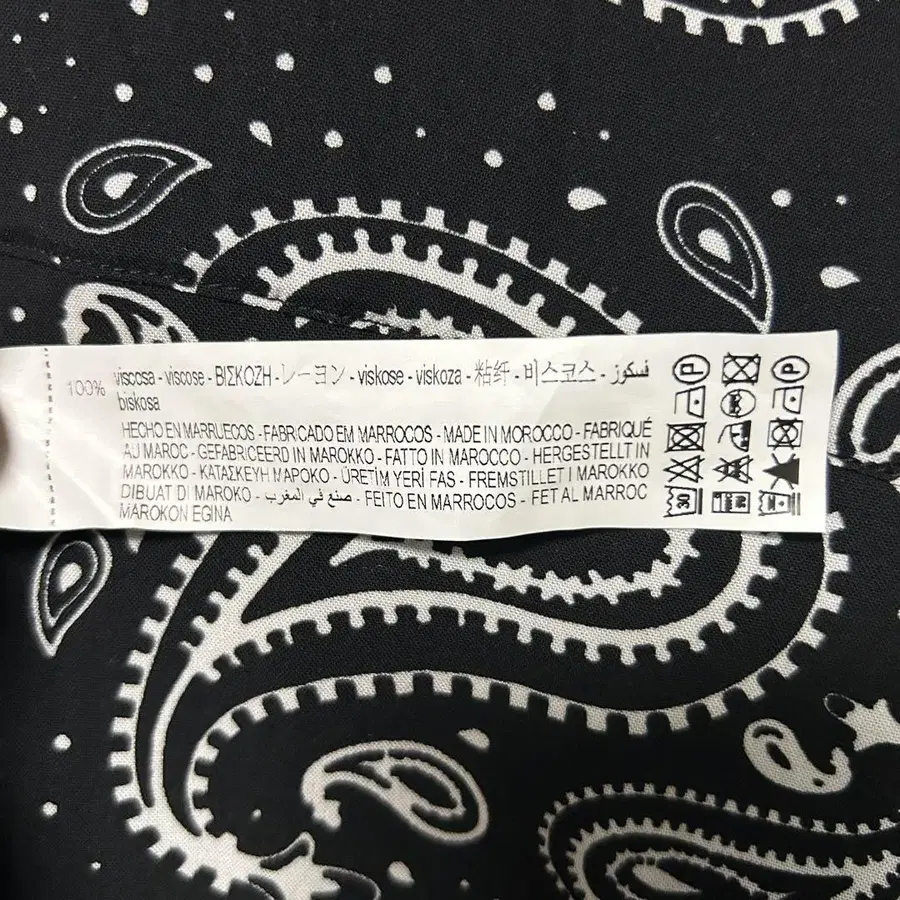 100% viscosa - viscose - ΒΙΣΚΟΖΗ - レーヨン - viskose - viskoza - 粘纤 - 비스코스 - فسكوز
biskosa
HECHO EN MARRUECOS - FABRICADO EM MARROCOS - MADE IN MOROCCO - FABRIQUÉ
AU MAROC - GEFABRICEERD IN MAROKKO - FATTO IN MAROCCO - HERGESTELLT IN
MAROKKO - ΚΑΤΑΣΚΕΥΗ ΜΑΡΟΚΟ - ÜRETİM YERİ FAS - FREMSTILLET I MAROKKO
DIBUAT DI MAROKO - صنع في المغرب - FEITO EN MARROCOS - FET AL MARROC
MAROKON EGINA